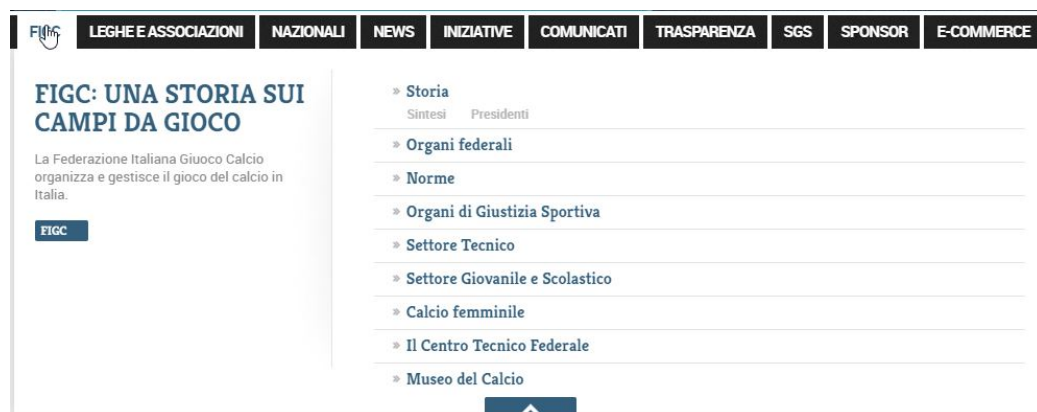 FIGC
LEGHE E ASSOCIAZIONI
NAZIONALI
NEWS
INIZIATIVE
COMUNICATI
TRASPARENZA
SGS
SPONSOR
E-COMMERCE
FIGC: UNA STORIA SUI
CAMPI DA GIOCO
La Federazione Italiana Giuoco Calcio
organizza e gestisce il gioco del calcio in
Italia.
FIGC
» Storia
Sintesi Presidenti
» Organi federali
» Norme
» Organi di Giustizia Sportiva
» Settore Tecnico
» Settore Giovanile e Scolastico
» Calcio femminile
» Il Centro Tecnico Federale
» Museo del Calcio